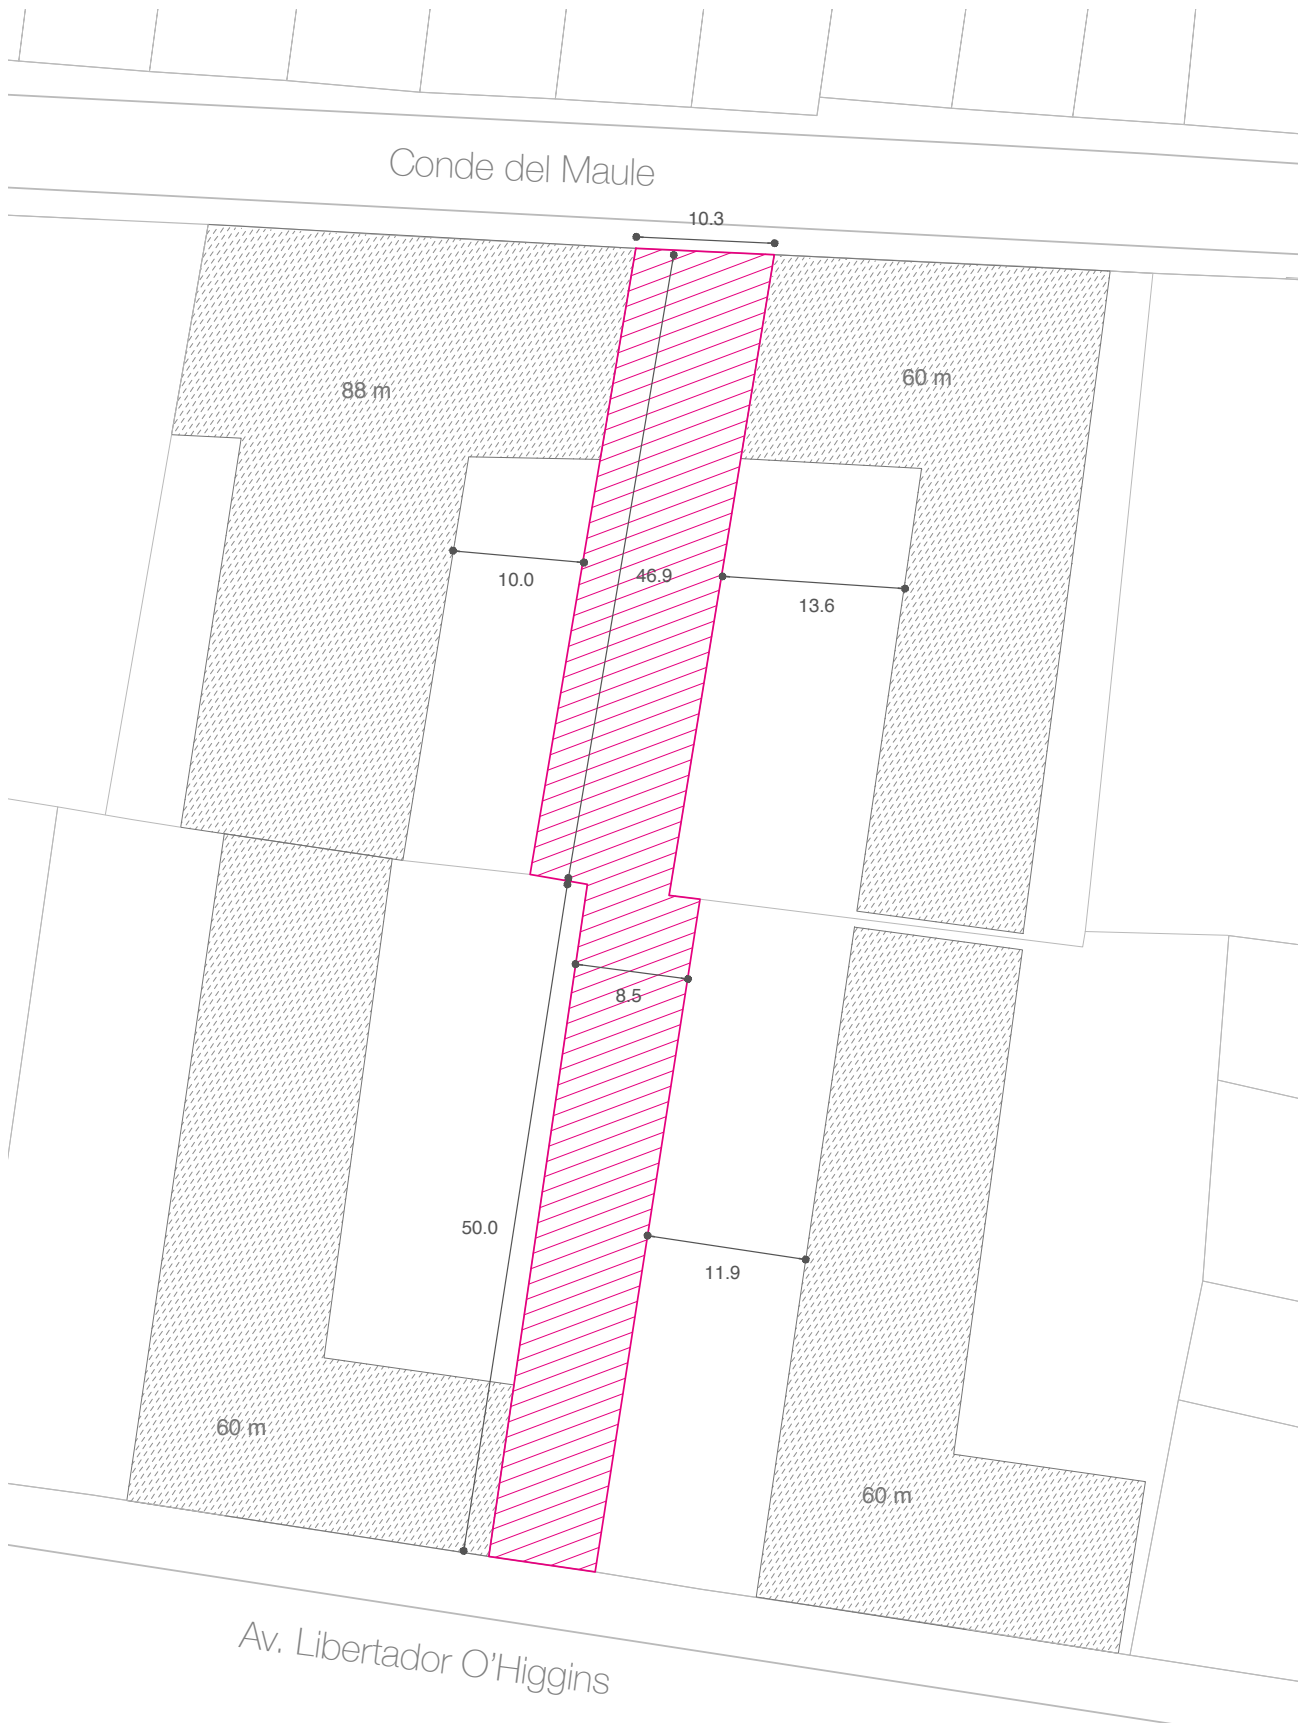 Conde del Maule
10.3
88 m
60 m
10.0
46.9
13.6
8.5
50.0
11.9
60 m
60 m
Av. Libertador O'Higgins